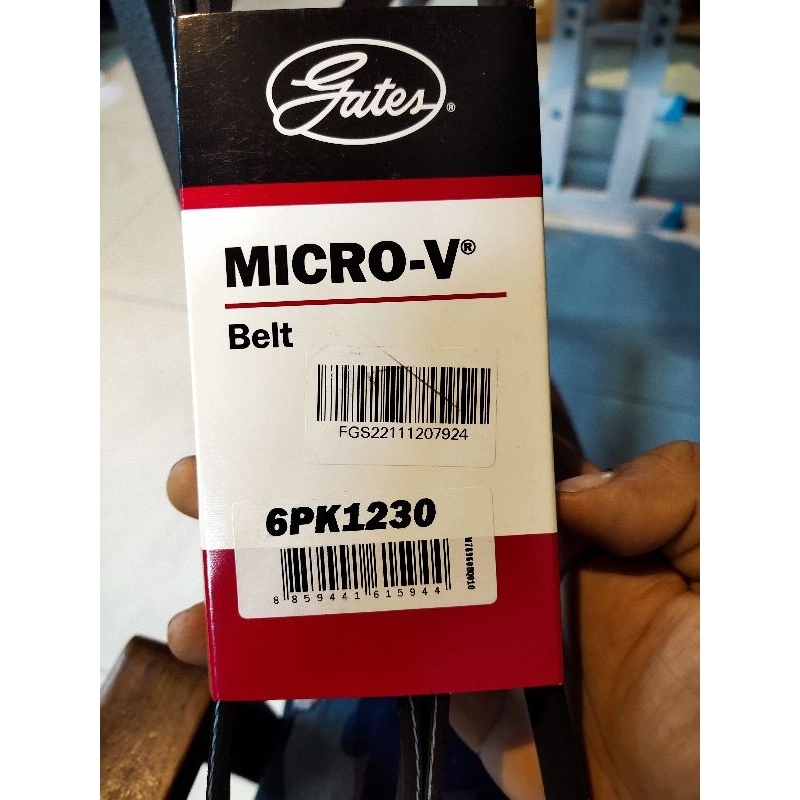 Gates®
MICRO-V®
Belt
FGS22111207924
6PK1230
8 859441 615944